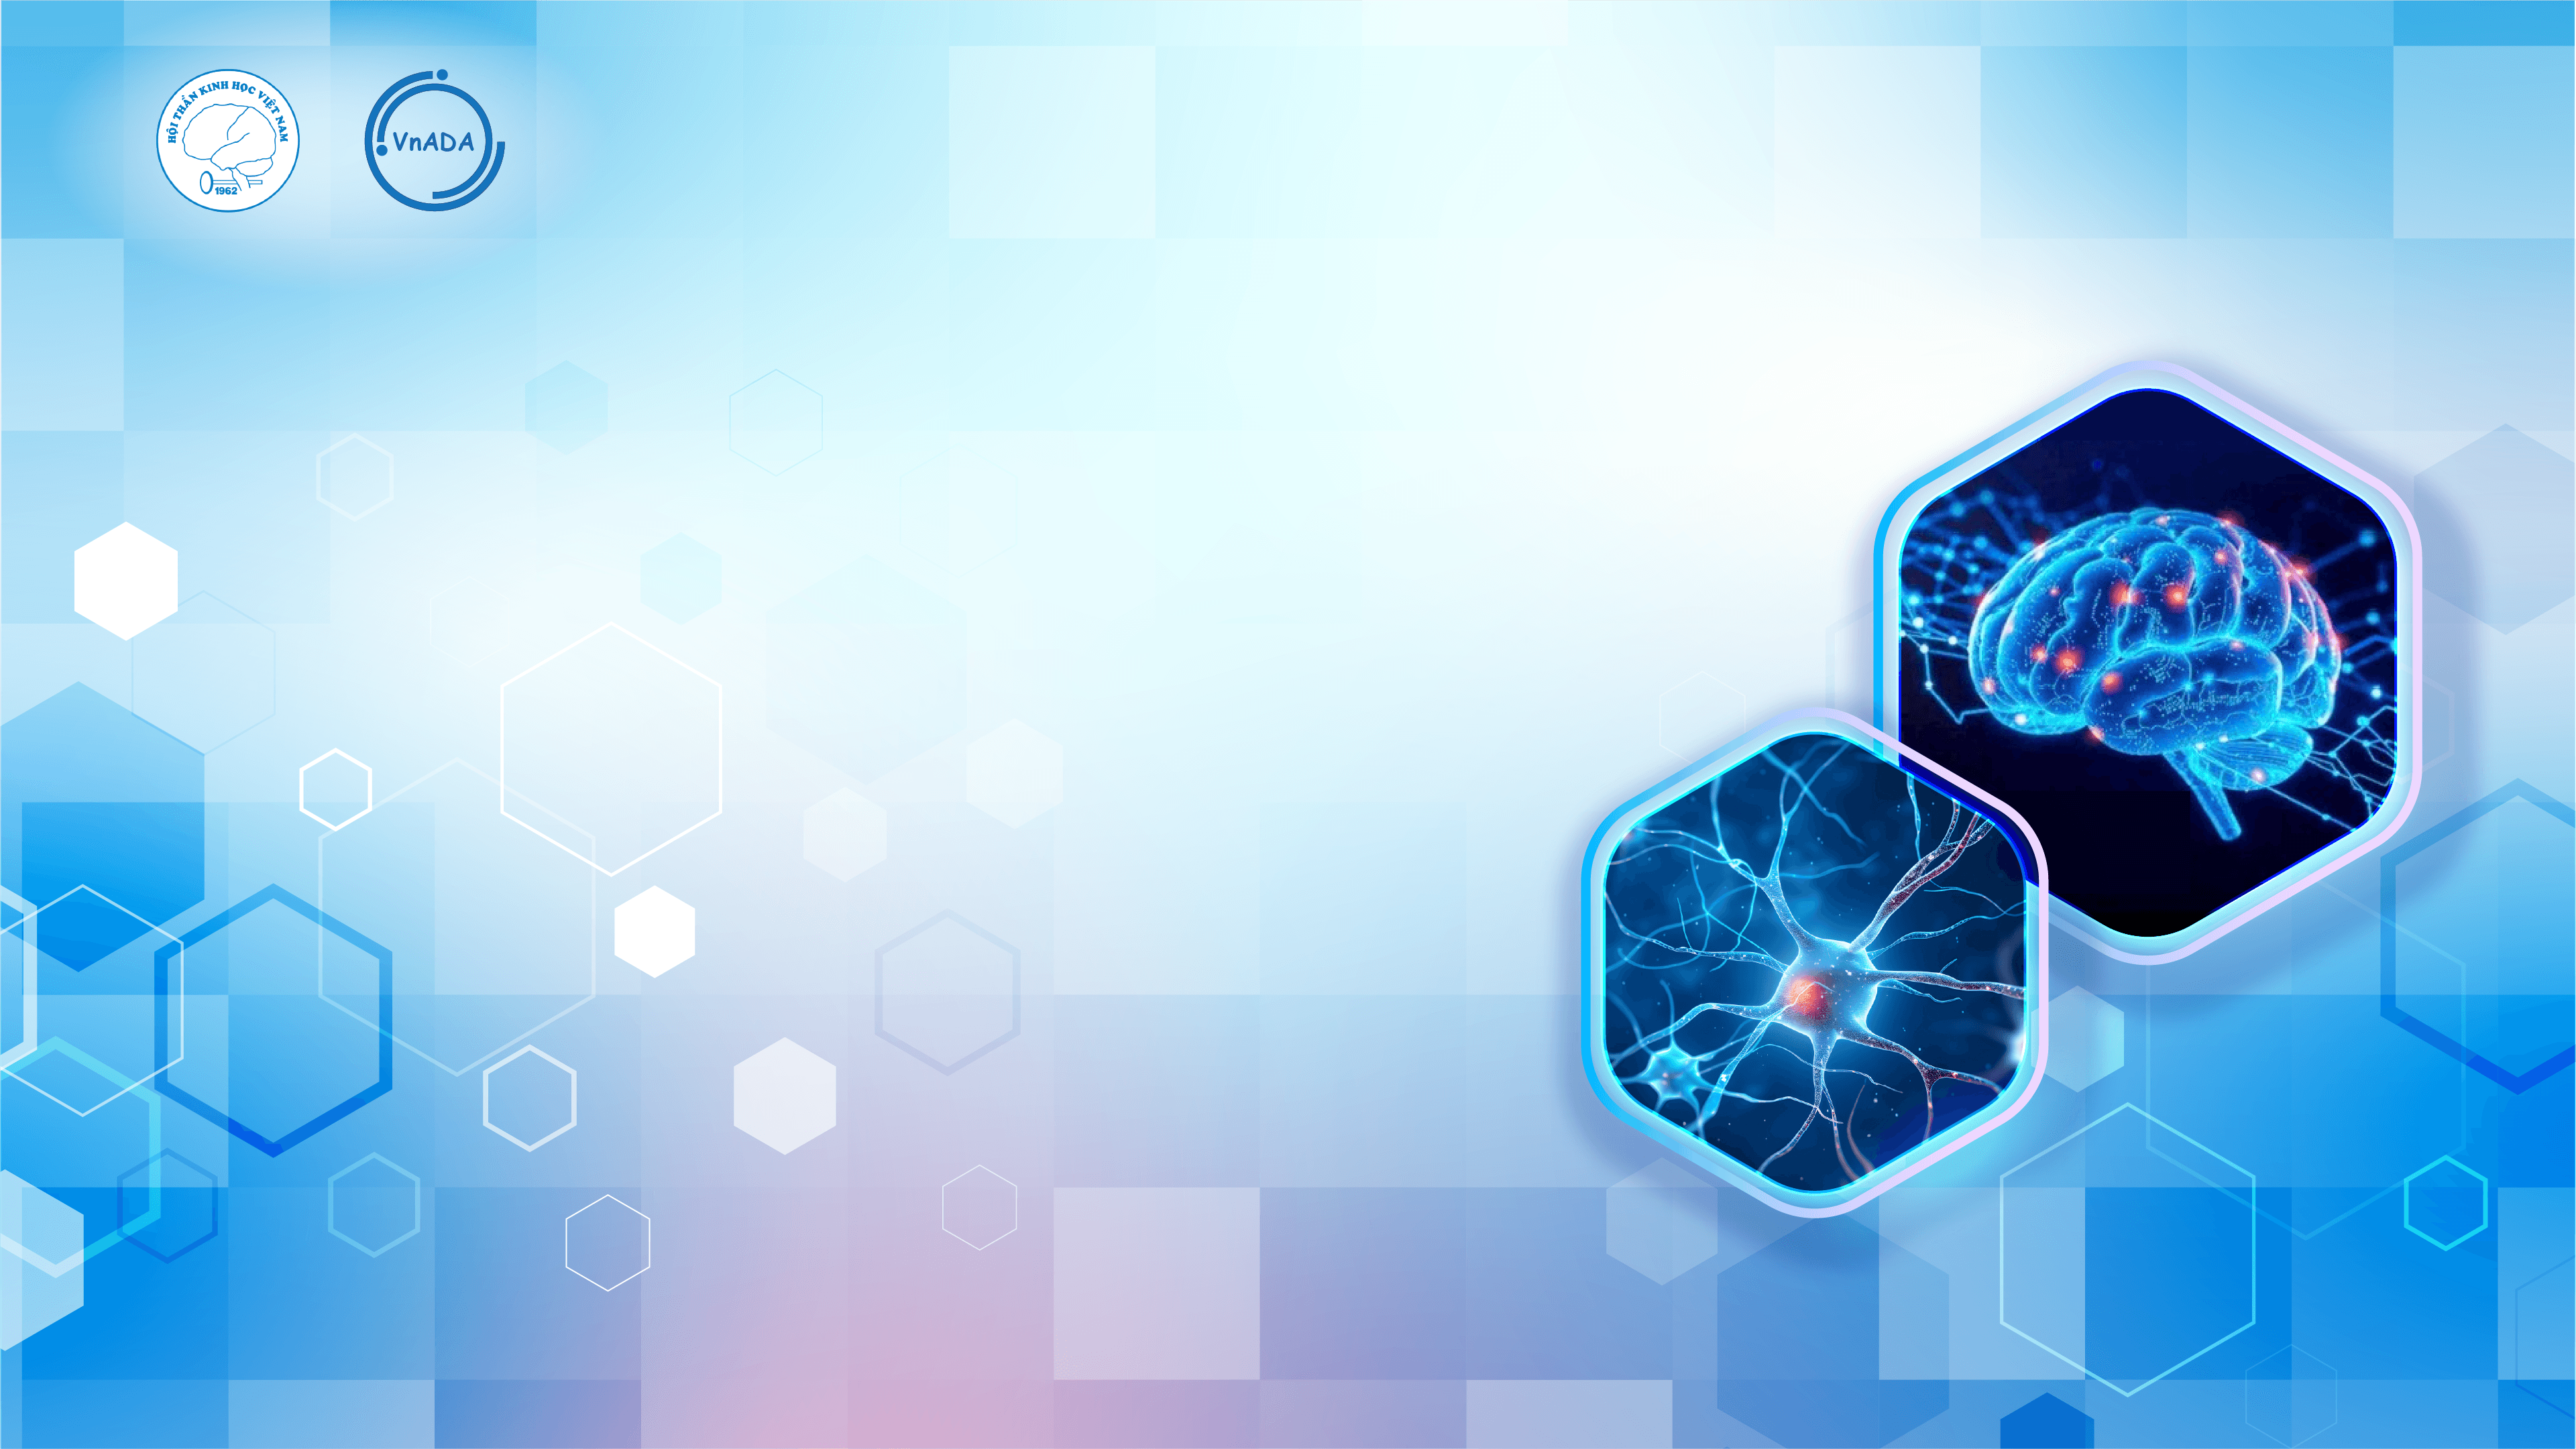 HỘI THẦN KINH HỌC VIỆT NAM
1962
VnADA